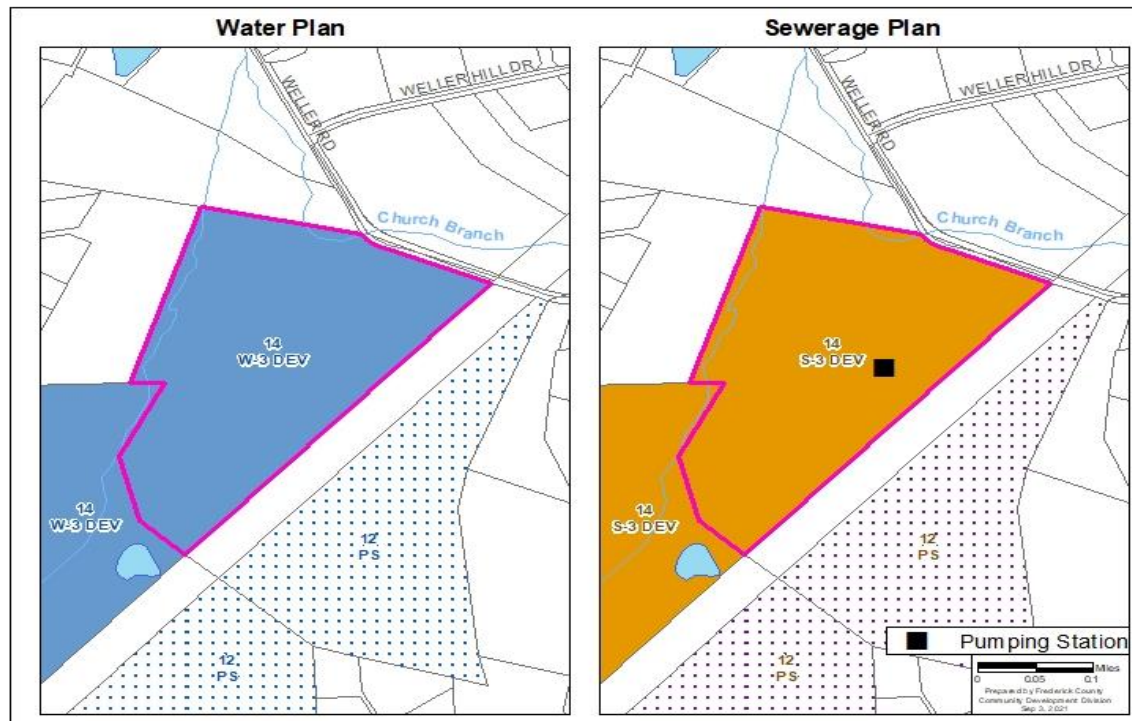 Water Plan
WELLER RD
WELLER HILL DR
Church Branch
14
W-3 DEV
14
W-3 DEV
12
PS
12
PS
Sewerage Plan
WELLER RD
WELLER HILL DR
Church Branch
14
S-3 DEV
14
S-3 DEV
12
PS
12
PS
Pumping Station
Miles
0 0.05 0.1
Prepared by Frederick County
Community Development Division
Sep 3, 2021